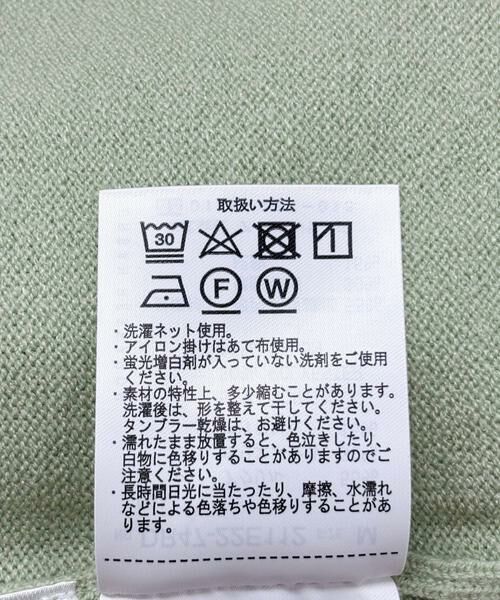 取扱い方法
30
F W
・洗濯ネット使用。
・アイロン掛けはあて布使用。
・蛍光増白剤が入っていない洗剤をご使用
ください。
・素材の特性上、多少縮むことがあります。
洗濯後は、形を整えて干してください。
タンブラー乾燥は、お避けください。
・濡れたまま放置すると、色泣きしたり、
白物に色移りすることがありますのでご
注意ください。
・長時間日光に当たったり、摩擦、水濡れ
などによる色落ちや色移りすることがあ
ります。